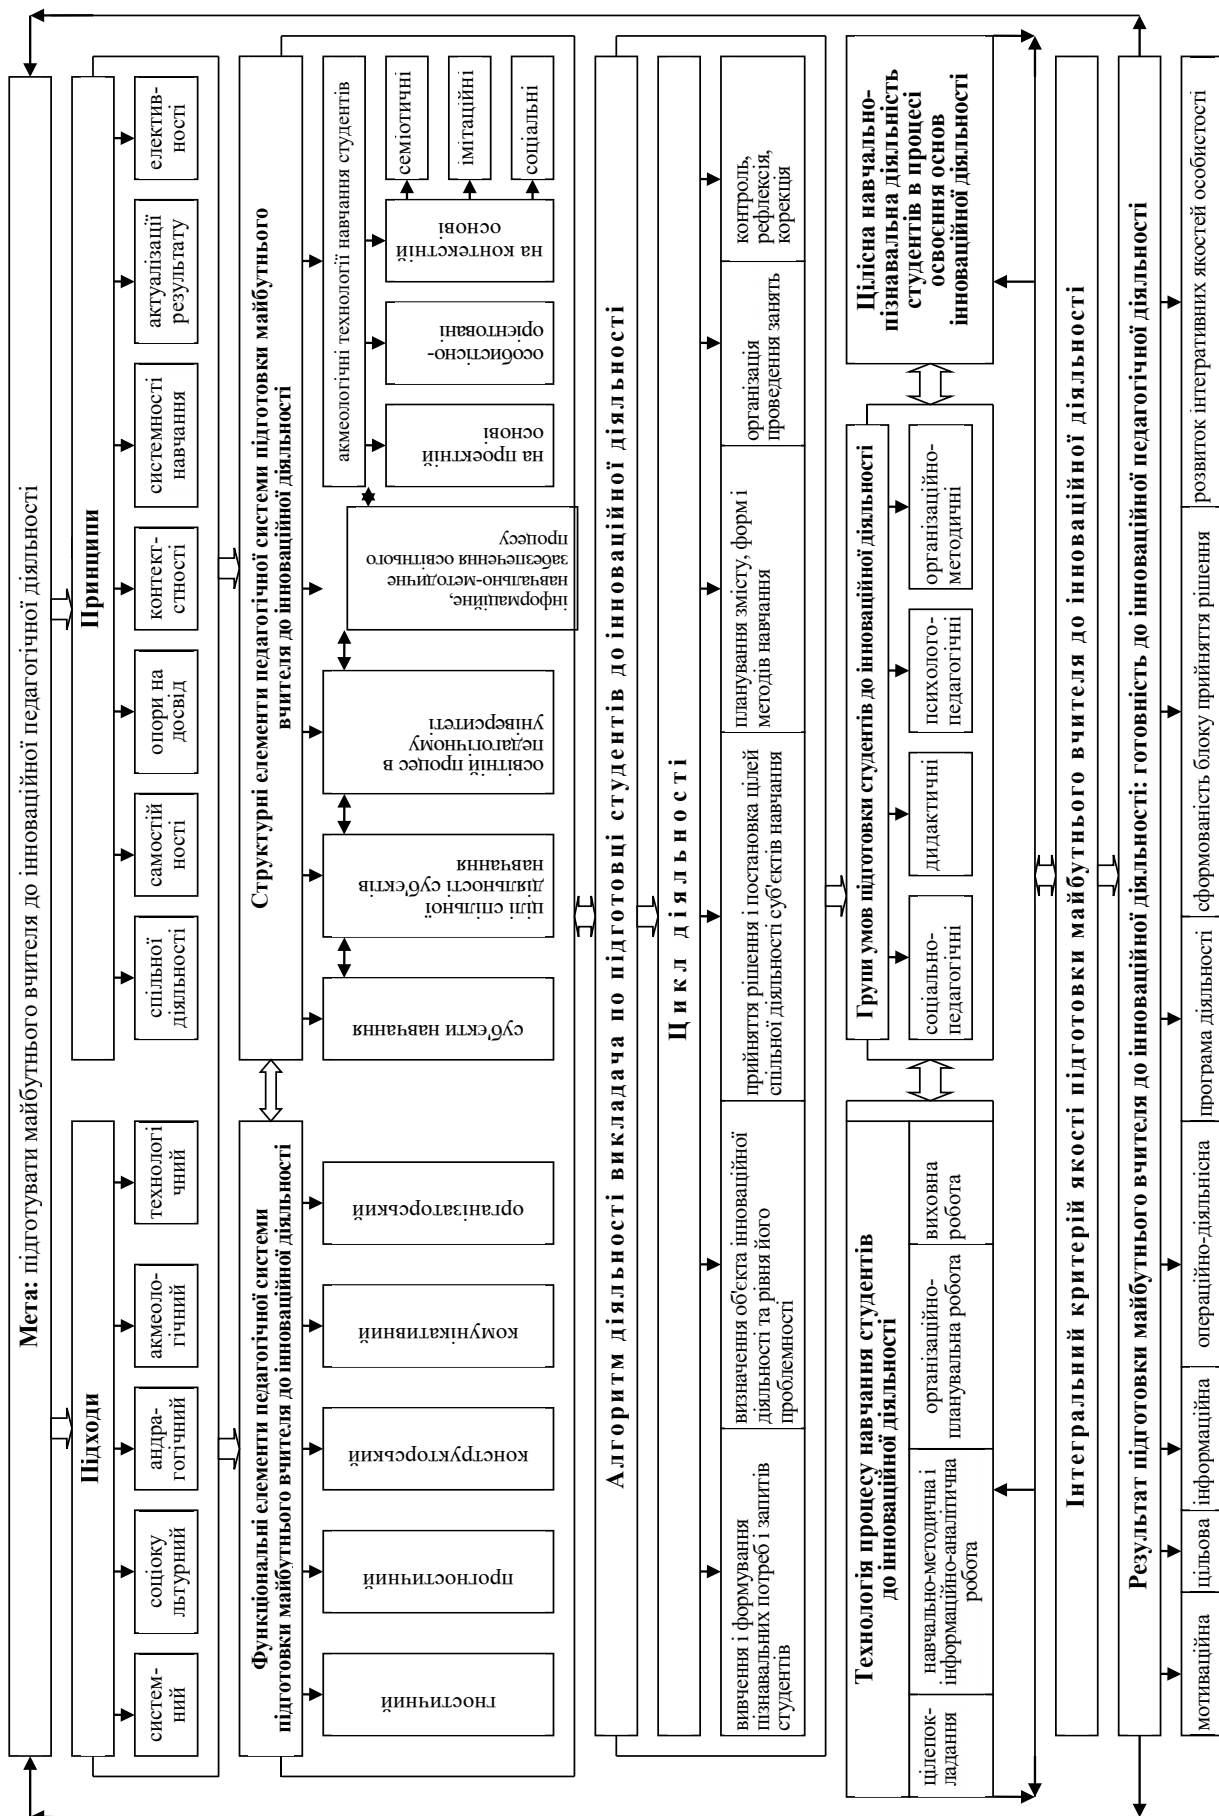 Мета: підготувати майбутнього вчителя до інноваційної педагогічної діяльності
Підходи
систем-
ний
соціоку
льтурний
андра-
гогічний
акмеоло-
гічний
технологі
чний
Принципи
спільної
діяльності
самостій
ності
опори на
досвід
контект-
стності
системності
навчання
актуалізації
результату
електив-
ності
Функціональні елементи педагогічної системи
підготовки майбутнього вчителя до інноваційної діяльності
гностичний
прогностичний
конструкторський
комунікативний
організаторський
Структурні елементи педагогічної системи підготовки майбутнього
вчителя до інноваційної діяльності
суб'єкти навчання
цілі спільної
діяльності суб'єктів
навчання
освітній процес в
педагогічному
університеті
інформаційне,
навчально-методичне
забезпечення освітнього
процесу
акмеологічні технології навчання студентів
на проектній
основі
особистісно-
орієнтовані
на контекстній
основі
семіотичні
імітаційні
соціальні
Алгоритм діяльності викладача по підготовці студентів до інноваційної діяльності
Цикл діяльності
вивчення і формування
пізнавальних потреб і запитів
студентів
визначення об'єкта інноваційної
діяльності та рівня його
проблемності
прийняття рішення і постановка цілей
спільної діяльності суб'єктів навчання
планування змісту, форм і
методів навчання
організація
проведення занять
контроль,
рефлексія,
корекція
Технологія процесу навчання студентів
до інноваційної діяльності
цілепок-
ладання
навчально-методична і
інформаційно-аналітична
робота
організаційно-
планувальна робота
виховна
робота
Групи умов підготовки студентів до інноваційної діяльності
соціально-
педагогічні
дидактичні
психолого-
педагогічні
організаційно-
методичні
Цілісна навчально-
пізнавальна діяльність
студентів в процесі
освоєння основ
інноваційної діяльності
Інтегральний критерій якості підготовки майбутнього вчителя до інноваційної діяльності
Результат підготовки майбутнього вчителя до інноваційної діяльності: готовність до інноваційної педагогічної діяльності
мотиваційна
цільова
інформаційна
операційно-діяльнісна
програма діяльності
сформованість блоку прийняття рішення
розвиток інтегративних якостей особистості